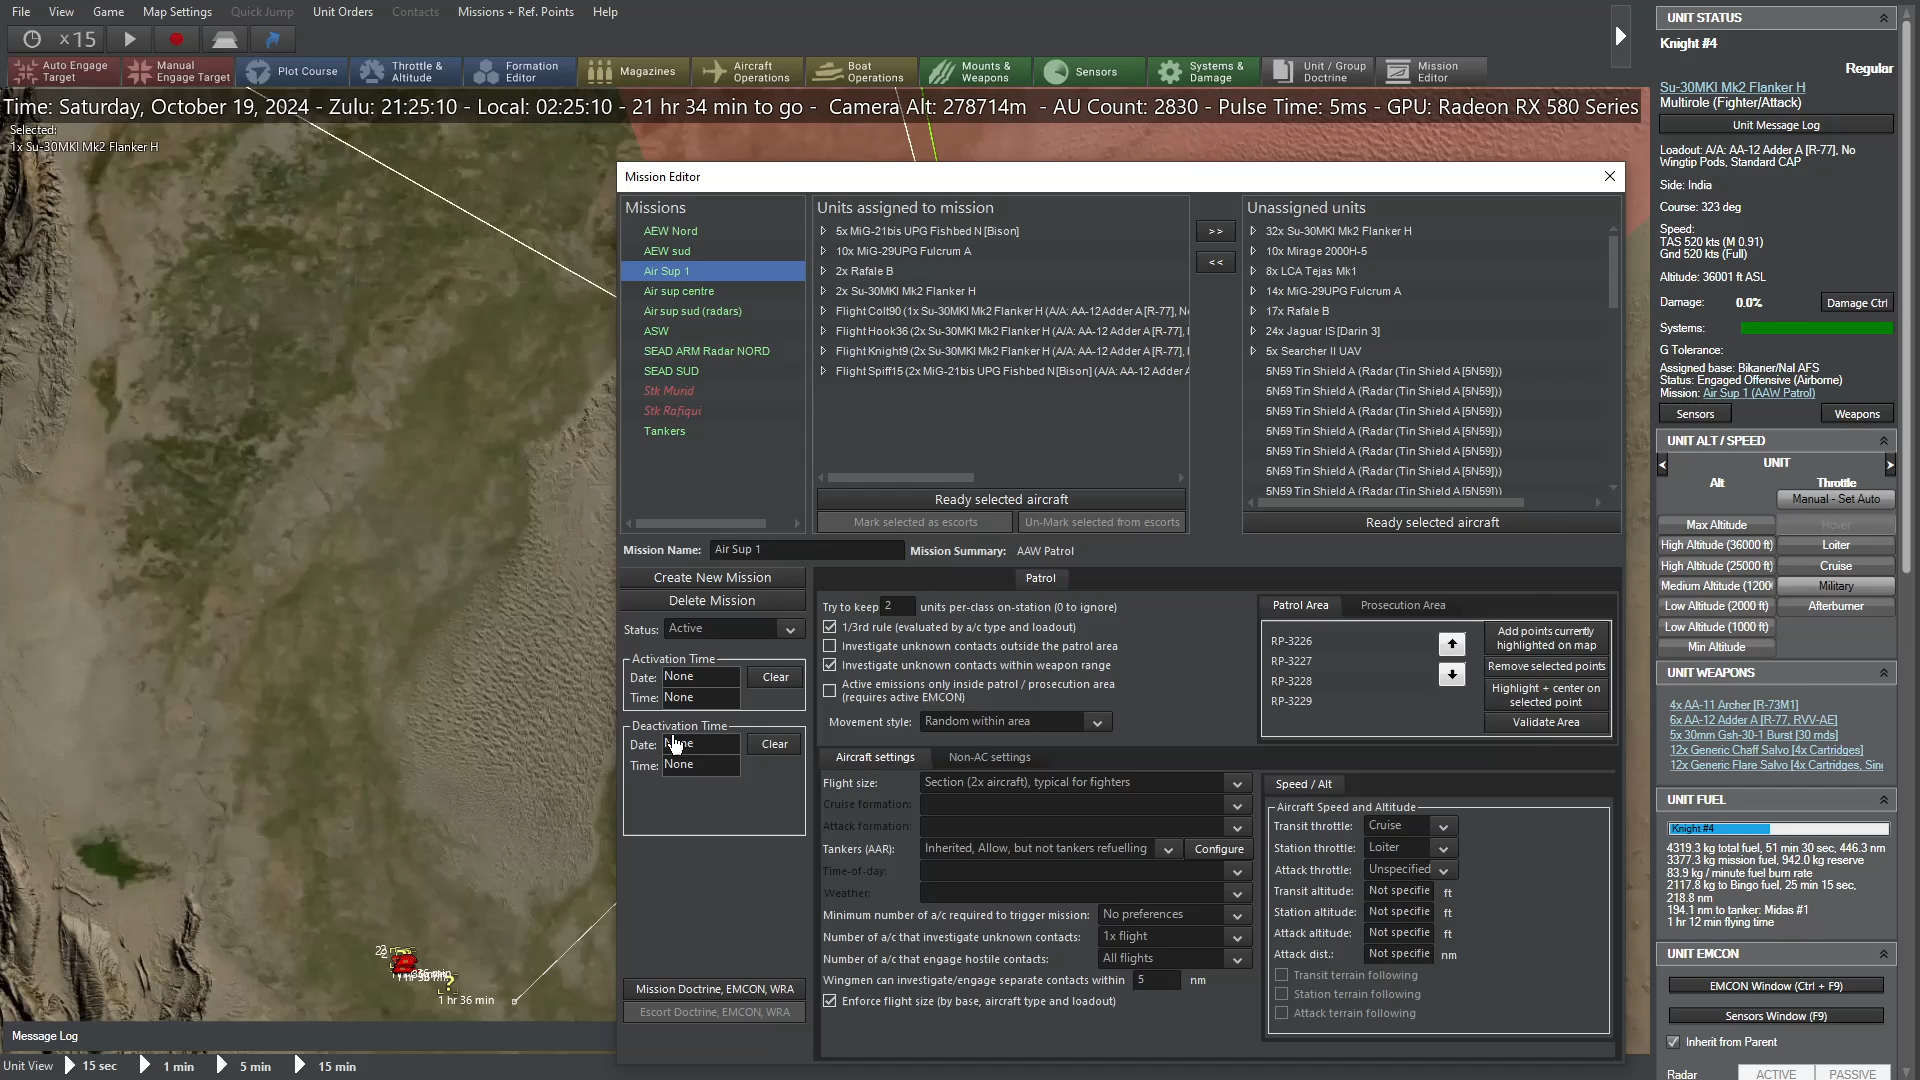 File View Game Map Settings Quick Jump Unit Orders Contacts Missions + Ref. Points Help
x 15
Auto Engage Target
Manual Engage Target
Plot Course
Throttle & Altitude
Formation Editor
Magazines
Aircraft Operations
Boat Operations
Mounts & Weapons
Sensors
Systems & Damage
Unit / Group Doctrine
Mission Editor
Time: Saturday, October 19, 2024 - Zulu: 21:25:10 - Local: 02:25:10 - 21 hr 34 min to go - Camera Alt: 278714m - AU Count: 2830 - Pulse Time: 5ms - GPU: Radeon RX 580 Series
Selected:
1x Su-30MKI Mk2 Flanker H
1 hr 36 min
Mission Editor
Missions
AEW Nord
AEW sud
Air Sup 1
Air sup centre
Air sup sud (radars)
ASW
SEAD ARM Radar NORD
SEAD SUD
Stk Murid
Stk Rafiqui
Tankers
Units assigned to mission
5x MiG-21bis UPG Fishbed N [Bison]
10x MiG-29UPG Fulcrum A
2x Rafale B
2x Su-30MKI Mk2 Flanker H
Flight Colt90 (1x Su-30MKI Mk2 Flanker H (A/A: AA-12 Adder A [R-77],
Flight Hook36 (2x Su-30MKI Mk2 Flanker H (A/A: AA-12 Adder A [R-77],
Flight Knight9 (2x Su-30MKI Mk2 Flanker H (A/A: AA-12 Adder A [R-77],
Flight Spiff15 (2x MiG-21bis UPG Fishbed N [Bison] (A/A: AA-12 Adder
Ready selected aircraft
Mark selected as escorts
Un-Mark selected from escorts
>>
<<
Unassigned units
32x Su-30MKI Mk2 Flanker H
10x Mirage 2000H-5
8x LCA Tejas Mk1
14x MiG-29UPG Fulcrum A
17x Rafale B
24x Jaguar IS [Darin 3]
5x Searcher II UAV
5N59 Tin Shield A (Radar (Tin Shield A [5N59]))
5N59 Tin Shield A (Radar (Tin Shield A [5N59]))
5N59 Tin Shield A (Radar (Tin Shield A [5N59]))
5N59 Tin Shield A (Radar (Tin Shield A [5N59]))
5N59 Tin Shield A (Radar (Tin Shield A [5N59]))
5N59 Tin Shield A (Radar (Tin Shield A [5N59]))
5N59 Tin Shield A (Radar (Tin Shield A [5N59]))
Ready selected aircraft
Mission Name: Air Sup 1 Mission Summary: AAW Patrol
Create New Mission
Delete Mission
Status: Active
Activation Time
Date: None Clear
Time: None
Deactivation Time
Date: Clear
Time: None
Mission Doctrine, EMCON, WRA
Escort Doctrine, EMCON, WRA
Patrol
Try to keep 2 units per-class on-station (0 to ignore)
1/3rd rule (evaluated by a/c type and loadout)
Investigate unknown contacts outside the patrol area
Investigate unknown contacts within weapon range
Active emissions only inside patrol / prosecution area
(requires active EMCON)
Movement style: Random within area
Patrol Area Prosecution Area
RP-3226
RP-3227
RP-3228
RP-3229
Add points currently highlighted on map
Remove selected points
Highlight + center on selected point
Validate Area
Aircraft settings Non-AC settings
Flight size: Section (2x aircraft), typical for fighters
Cruise formation:
Attack formation:
Tankers (AAR): Inherited, Allow, but not tankers refuelling Configure
Time-of-day:
Weather:
Minimum number of a/c required to trigger mission: No preferences
Number of a/c that investigate unknown contacts: 1x flight
Number of a/c that engage hostile contacts: All flights
Wingmen can investigate/engage separate contacts within 5 nm
Enforce flight size (by base, aircraft type and loadout)
Speed / Alt
Aircraft Speed and Altitude
Transit throttle: Cruise
Station throttle: Loiter
Attack throttle: Unspecified
Transit altitude: Not specifie ft
Station altitude: Not specifie ft
Attack altitude: Not specifie ft
Attack dist.: Not specifie nm
Transit terrain following
Station terrain following
Attack terrain following
Message Log
Unit View 15 sec 1 min 5 min 15 min
UNIT STATUS
Knight #4
Regular
Su-30MKI Mk2 Flanker H
Multirole (Fighter/Attack)
Unit Message Log
Loadout: A/A: AA-12 Adder A [R-77], No
Wingtip Pods, Standard CAP
Side: India
Course: 323 deg
Speed:
TAS 520 kts (M 0.91)
Gnd 520 kts (Full)
Altitude: 36001 ft ASL
Damage: 0.0% Damage Ctrl
Systems:
G Tolerance:
Assigned base: Bikaner/Nal AFS
Status: Engaged Offensive (Airborne)
Mission: Air Sup 1 (AAW Patrol)
Sensors Weapons
UNIT ALT / SPEED
UNIT
Alt Throttle
Manual - Set Auto
Max Altitude Hover
High Altitude (36000 ft) Loiter
High Altitude (25000 ft) Cruise
Medium Altitude (1200 Military
Low Altitude (2000 ft) Afterburner
Low Altitude (1000 ft)
Min Altitude
UNIT WEAPONS
4x AA-11 Archer [R-73M1]
6x AA-12 Adder A [R-77, RVV-AE]
5x 30mm Gsh-30-1 Burst [30 rnds]
12x Generic Chaff Salvo [4x Cartridges]
12x Generic Flare Salvo [4x Cartridges, Sin
UNIT FUEL
Knight #4
4319.3 kg total fuel, 51 min 30 sec, 446.3 nm
3377.3 kg mission fuel, 942.0 kg reserve
83.9 kg / minute fuel burn rate
2117.8 kg to Bingo fuel, 25 min 15 sec,
218.8 nm
194.1 nm to tanker: Midas #1
1 hr 12 min flying time
UNIT EMCON
EMCON Window (Ctrl + F9)
Sensors Window (F9)
Inherit from Parent
Radar ACTIVE PASSIVE